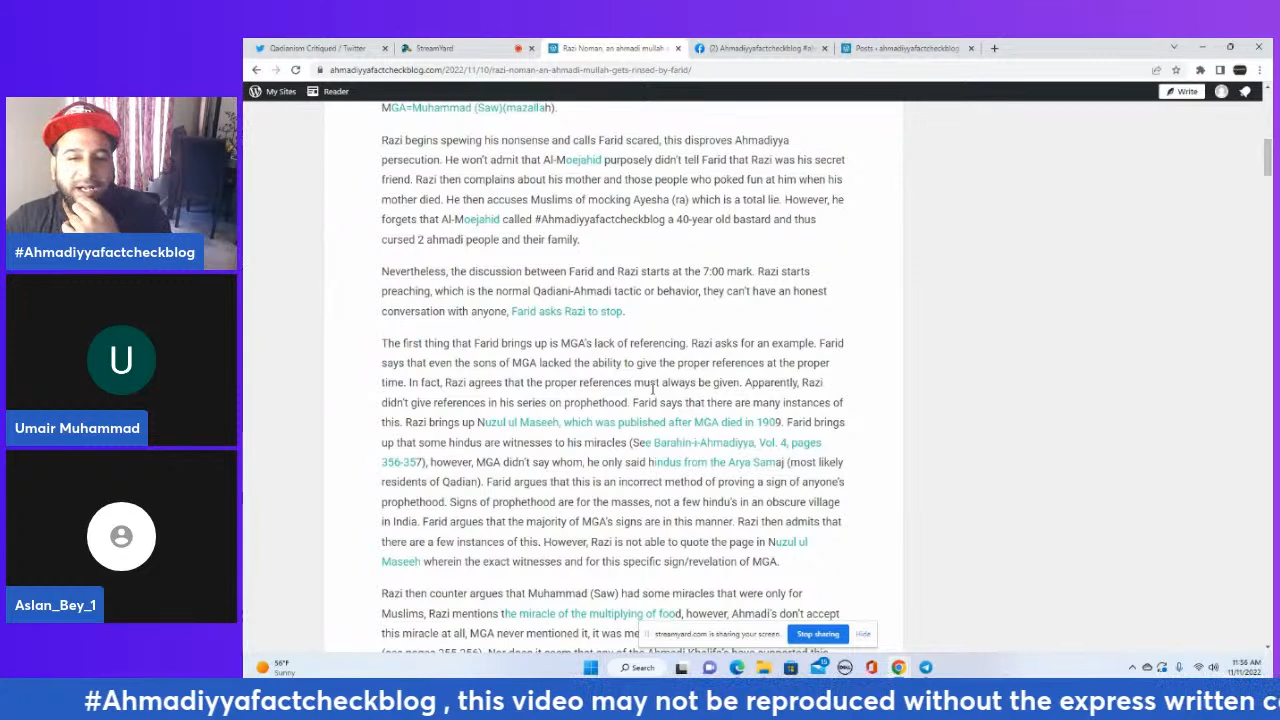 Qadianism Critiqued / Twitter
StreamYard
Razi Noman, an ahmadi mullah
(2) Ahmadiyyafactcheckblog #al
Posts ‹ ahmadiyyafactcheckblog
ahmadiyyafactcheckblog.com/2022/11/10/razi-noman-an-ahmadi-mullah-gets-rinsed-by-farid/
My Sites
Reader
Write
MGA=Muhammad (Saw)(mazallah).
Razi begins spewing his nonsense and calls Farid scared, this disproves Ahmadiyya
persecution. He won't admit that Al-Moejahid purposely didn't tell Farid that Razi was his secret
friend. Razi then complains about his mother and those people who poked fun at him when his
mother died. He then accuses Muslims of mocking Ayesha (ra) which is a total lie. However, he
forgets that Al-Moejahid called #Ahmadiyyafactcheckblog a 40-year old bastard and thus
cursed 2 ahmadi people and their family.
Nevertheless, the discussion between Farid and Razi starts at the 7:00 mark. Razi starts
preaching, which is the normal Qadiani-Ahmadi tactic or behavior, they can't have an honest
conversation with anyone, Farid asks Razi to stop.
The first thing that Farid brings up is MGA's lack of referencing. Razi asks for an example. Farid
says that even the sons of MGA lacked the ability to give the proper references at the proper
time. In fact, Razi agrees that the proper references must always be given. Apparently, Razi
didn't give references in his series on prophethood. Farid says that there are many instances of
this. Razi brings up Nuzul ul Maseeh, which was published after MGA died in 1909. Farid brings
up that some hindus are witnesses to his miracles (See Barahin-i-Ahmadiyya, Vol. 4, pages
356-357), however, MGA didn't say whom, he only said hindus from the Arya Samaj (most likely
residents of Qadian). Farid argues that this is an incorrect method of proving a sign of anyone's
prophethood. Signs of prophethood are for the masses, not a few hindu's in an obscure village
in India. Farid argues that the majority of MGA's signs are in this manner. Razi then admits that
there are a few instances of this. However, Razi is not able to quote the page in Nuzul ul
Maseeh wherein the exact witnesses and for this specific sign/revelation of MGA.
Razi then counter argues that Muhammad (Saw) had some miracles that were only for
Muslims, Razi mentions the miracle of the multiplying of food, however, Ahmadi's don't accept
this miracle at all, MGA never mentioned it, it was me
streamyard.com is sharing your screen.
Stop sharing
Hide
56°F
Sunny
Search
11:56 AM
11/11/2022
#Ahmadiyyafactcheckblog
U
Umair Muhammad
Aslan_Bey_1
#Ahmadiyyafactcheckblog , this video may not be reproduced without the express written